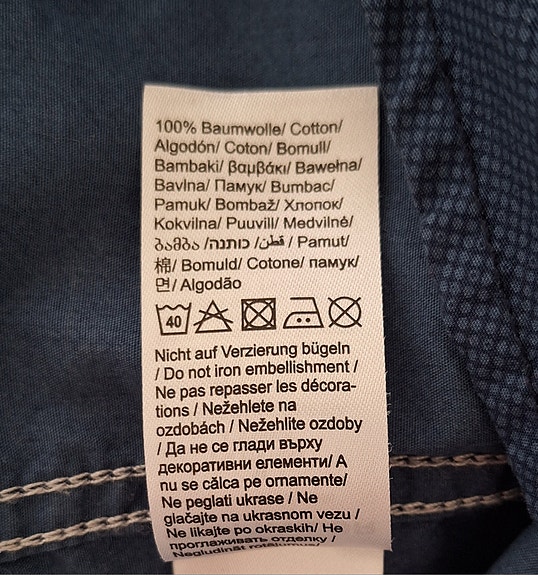 100% Baumwolle/ Cotton/
Algodón/ Coton/ Bomull/
Bambaki/ βαμβάκι/ Bawełna/
Bavlna/ Памук/ Bumbac/
Pamuk/ Bombaž/ Хлопок/
Kokvilna/ Puuvill/ Medvilnė/
ბამბა /כותנה /قطن / Pamut/
棉/ Bomuld/ Cotone/ памук/
면/ Algodão
40
Nicht auf Verzierung bügeln
/ Do not iron embellishment /
Ne pas repasser les décora-
tions / Nežehlete na
ozdobách / Nežehlite ozdoby
/ Да не се глади върху
декоративни елементи/ A
nu se călca pe ornamente/
Ne peglati ukrase / Ne
glačajte na ukrasnom vezu /
Ne likajte po okraskih/ Не
проглаживать отделку /
Negludināt rotājumus/